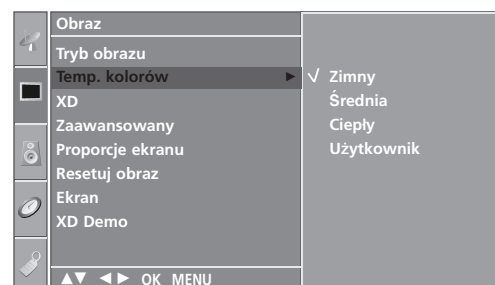 Obraz
Tryb obrazu
Temp. kolorów ►
XD
Zaawansowany
Proporcje ekranu
Resetuj obraz
Ekran
XD Demo
▲▼ ◄► OK MENU
√ Zimny
Średnia
Ciepły
Użytkownik